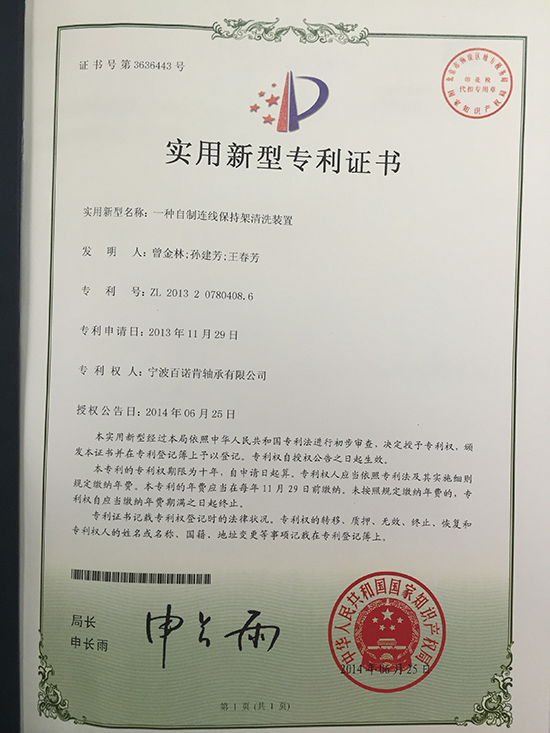 证书号第3636443号
印花税
代扣专用章
国家知识产权局
实用新型专利证书
实用新型名称:一种自制连线保持架清洗装置
发明人:曾金林;孙建芳;王春芳
专利号:ZL 2013 2 0780408.6
专利申请日:2013年11月29日
专利权人:宁波百诺肯轴承有限公司
授权公告日:2014年06月25日
本实用新型经过本局依照中华人民共和国专利法进行初步审查,决定授予专利权,颁
发本证书并在专利登记簿上予以登记。专利权自授权公告之日起生效。
本专利的专利权期限为十年,自申请日起算。专利权人应当依照专利法及其实施细则
规定缴纳年费。本专利的年费应当在每年11月29日前缴纳。未按照规定缴纳年费的,专
利权自应当缴纳年费期满之日起终止。
专利证书记载专利权登记时的法律状况。专利权的转移、质押、无效、终止、恢复和
专利权人的姓名或名称、国籍、地址变更等事项记载在专利登记簿上。
局长
申长雨
申长雨
中华人民共和国国家知识产权局
2014年06月25日
第1页(共1页)